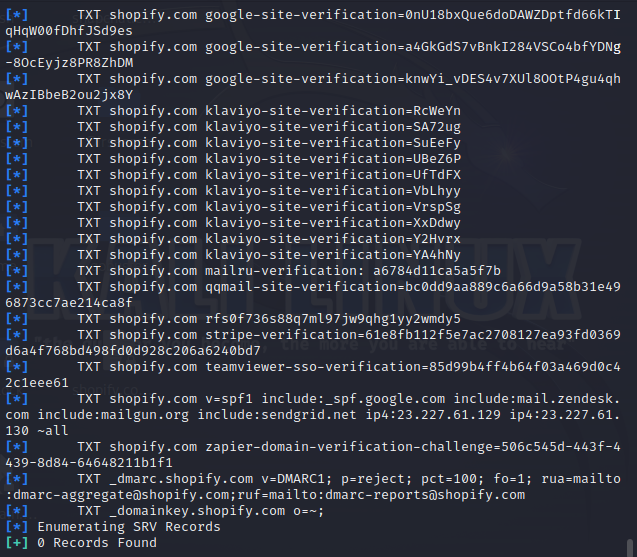 [*]      TXT shopify.com google-site-verification=0nU18bxQue6doDAWZDptfd66kTI
qHqW00fDhfJSd9es
[*]      TXT shopify.com google-site-verification=a4GkGdS7vBnkI284VSCo4bfYDNg
-8OcEyjz8PR8ZhDM
[*]      TXT shopify.com google-site-verification=knwYi_vDES4v7XUl8OOtP4gu4qh
wAzIBbeB2ou2jx8Y
[*]      TXT shopify.com klaviyo-site-verification=RcWeYn
[*]      TXT shopify.com klaviyo-site-verification=SA72ug
[*]      TXT shopify.com klaviyo-site-verification=SuEeFy
[*]      TXT shopify.com klaviyo-site-verification=UBeZ6P
[*]      TXT shopify.com klaviyo-site-verification=UfTdFX
[*]      TXT shopify.com klaviyo-site-verification=VbLhyy
[*]      TXT shopify.com klaviyo-site-verification=VrspSg
[*]      TXT shopify.com klaviyo-site-verification=XxDdwy
[*]      TXT shopify.com klaviyo-site-verification=Y2Hvrx
[*]      TXT shopify.com klaviyo-site-verification=YA4hNy
[*]      TXT shopify.com mailru-verification: a6784d11ca5a5f7b
[*]      TXT shopify.com qqmail-site-verification=bc0dd9aa889c6a66d9a58b31e49
6873cc7ae214ca8f
[*]      TXT shopify.com rfs0f736s88q7ml97jw9qhg1yy2wmdy5
[*]      TXT shopify.com stripe-verification=61e8fb112f5e7ac2708127ea93fd0369
d6a4f768bd498fd0d928c206a6240bd7
[*]      TXT shopify.com teamviewer-sso-verification=85d99b4ff4b64f03a469d0c4
2c1eee61
[*]      TXT shopify.com v=spf1 include:_spf.google.com include:mail.zendesk.
com include:mailgun.org include:sendgrid.net ip4:23.227.61.129 ip4:23.227.61.
130 ~all
[*]      TXT shopify.com zapier-domain-verification-challenge=506c545d-443f-4
439-8d84-64648211b1f1
[*]      TXT _dmarc.shopify.com v=DMARC1; p=reject; pct=100; fo=1; rua=mailto
:dmarc-aggregate@shopify.com;ruf=mailto:dmarc-reports@shopify.com
[*]      TXT _domainkey.shopify.com o=~;
[*] Enumerating SRV Records
[+] 0 Records Found